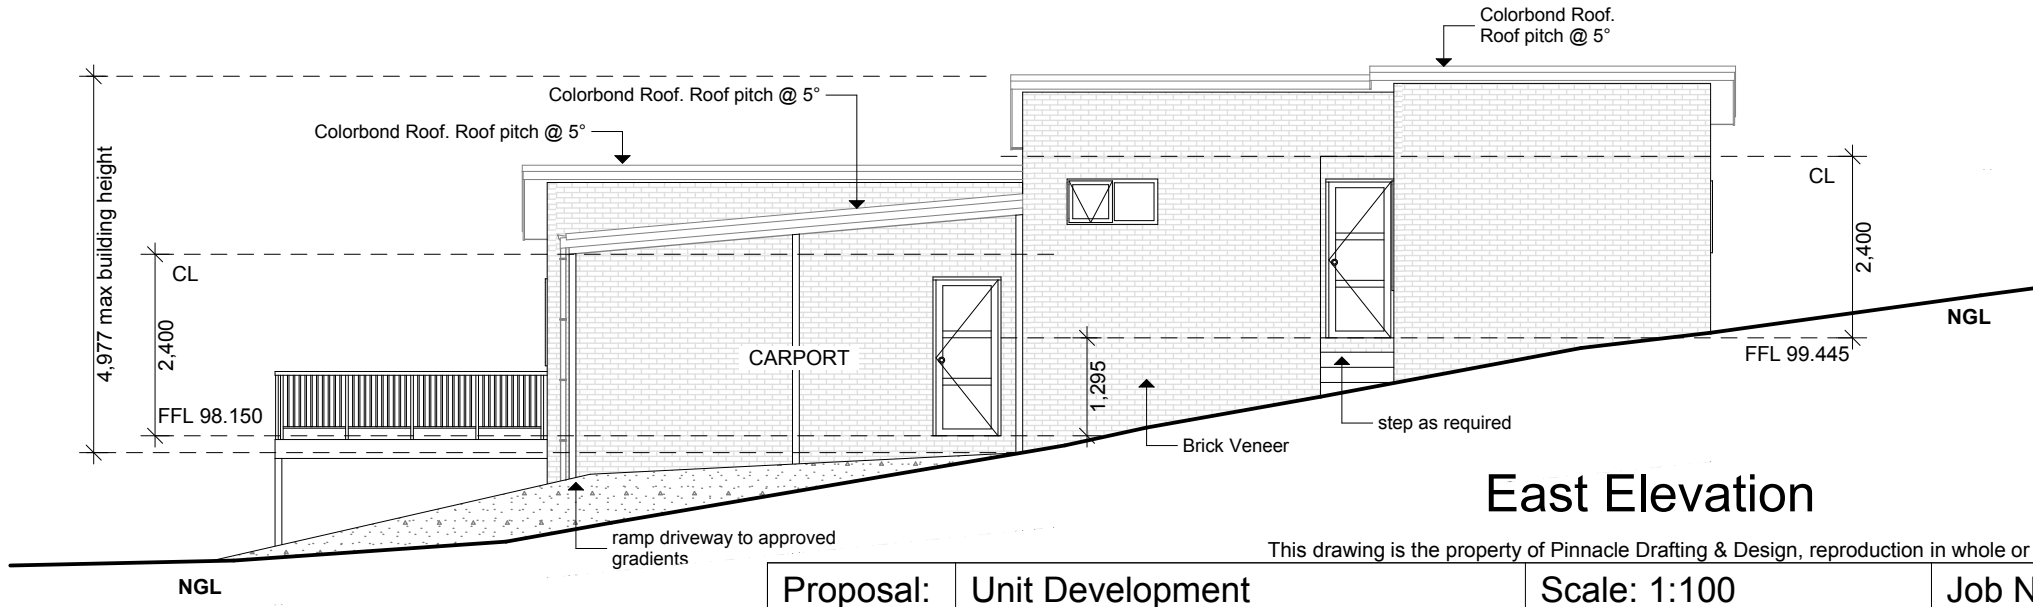 Colorbond Roof.
Roof pitch @ 5°
Colorbond Roof. Roof pitch @ 5°
Colorbond Roof. Roof pitch @ 5°
4,977 max building height
CL
2,400
FFL 98.150
CARPORT
1,295
CL
2,400
FFL 99.445
NGL
step as required
Brick Veneer
East Elevation
ramp driveway to approved
gradients
NGL
This drawing is the property of Pinnacle Drafting & Design, reproduction in whole or
Proposal: Unit Development Scale: 1:100 Job N